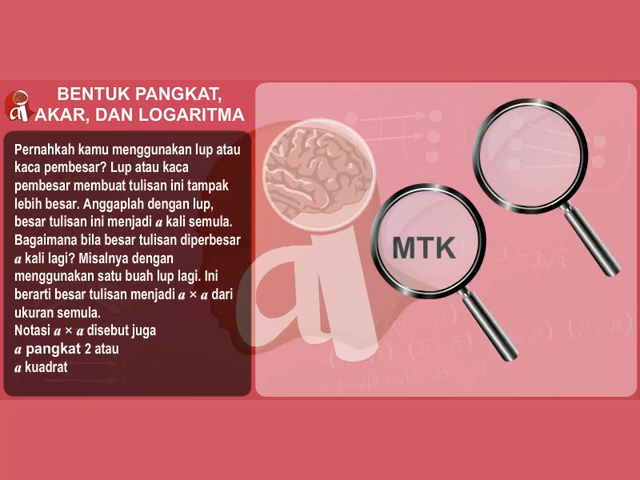 BENTUK PANGKAT,
AKAR, DAN LOGARITMA
Pernahkah kamu menggunakan lup atau
kaca pembesar? Lup atau kaca
pembesar membuat tulisan ini tampak
lebih besar. Anggaplah dengan lup,
besar tulisan ini menjadi a kali semula.
Bagaimana bila besar tulisan diperbesar
a kali lagi? Misalnya dengan
menggunakan satu buah lup lagi. Ini
berarti besar tulisan menjadi a × a dari
ukuran semula.
Notasi a × a disebut juga
a pangkat 2 atau
a kuadrat
MTK